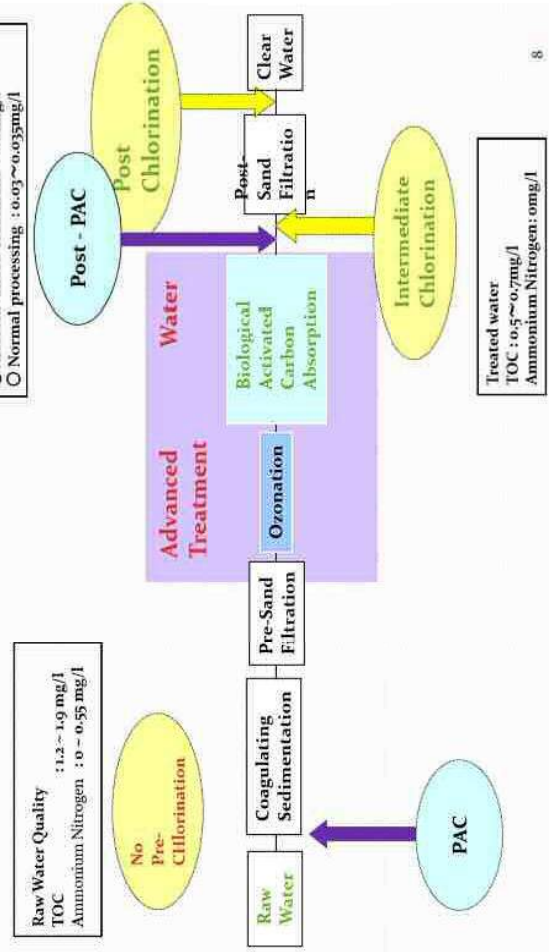 Raw Water Quality
TOC : 1.2 ~ 1.9 mg/l
Ammonium Nitrogen : 0 ~ 0.55 mg/l
No
Pre-
CHlorination
Raw
Water
PAC
Coagulating
Sedimentation
Pre-Sand
Filtration
Advanced Water
Treatment
Ozonation
Biological
Activated
Carbon
Absorption
○ Normal processing : 0.03~0.035mg/l
Post - PAC
Post
Chlorination
Intermediate
Chlorination
Post-
Sand
Filtratio
n
Clear
Water
Treated water
TOC : 0.5~0.7mg/l
Ammonium Nitrogen: 0mg/l
8